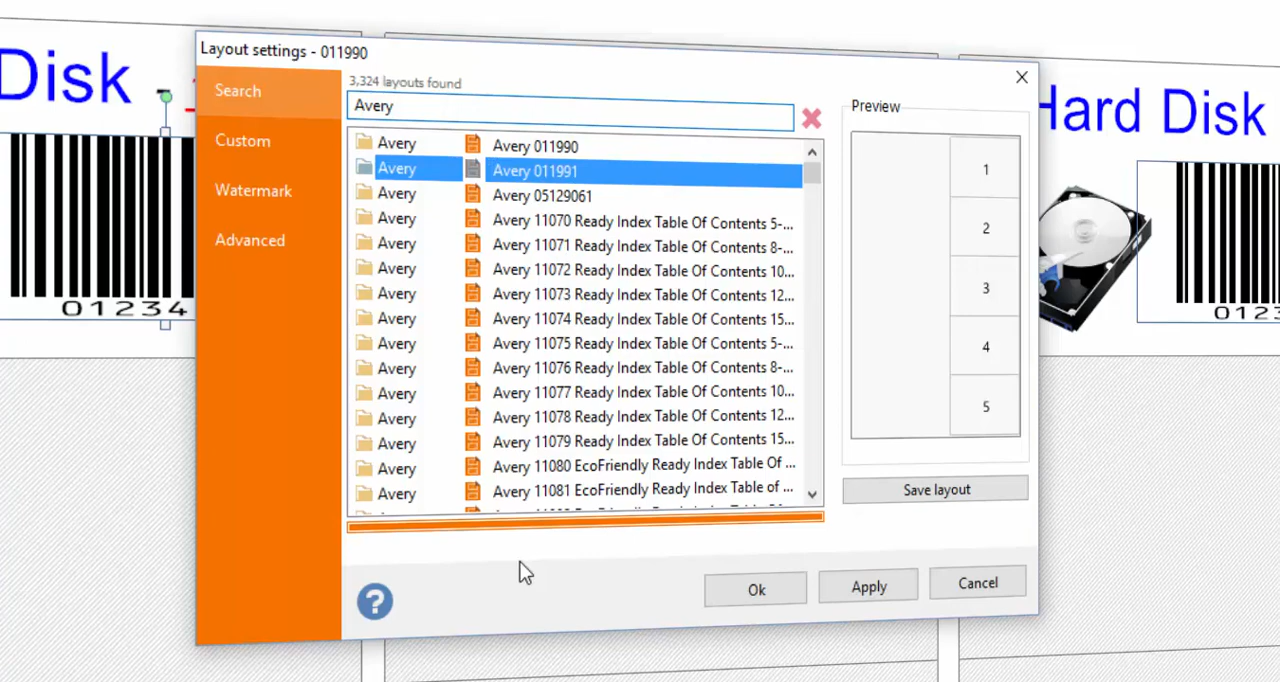 Disk -
Layout settings - 011990
Search
Custom
Watermark
Advanced
3,324 layouts found
Avery
Avery Avery 011990
Avery Avery 011991
Avery Avery 05129061
Avery Avery 11070 Ready Index Table Of Contents 5-...
Avery Avery 11071 Ready Index Table Of Contents 8-...
Avery Avery 11072 Ready Index Table Of Contents 10...
Avery Avery 11073 Ready Index Table Of Contents 12...
Avery Avery 11074 Ready Index Table Of Contents 15...
Avery Avery 11075 Ready Index Table Of Contents 5-...
Avery Avery 11076 Ready Index Table Of Contents 8-...
Avery Avery 11077 Ready Index Table Of Contents 10...
Avery Avery 11078 Ready Index Table Of Contents 12...
Avery Avery 11079 Ready Index Table Of Contents 15...
Avery Avery 11080 EcoFriendly Ready Index Table Of ...
Avery Avery 11081 EcoFriendly Ready Index Table of ...
Preview
1
2
3
4
5
Save layout
?
Ok
Apply
Cancel
01234
Hard Disk
0123